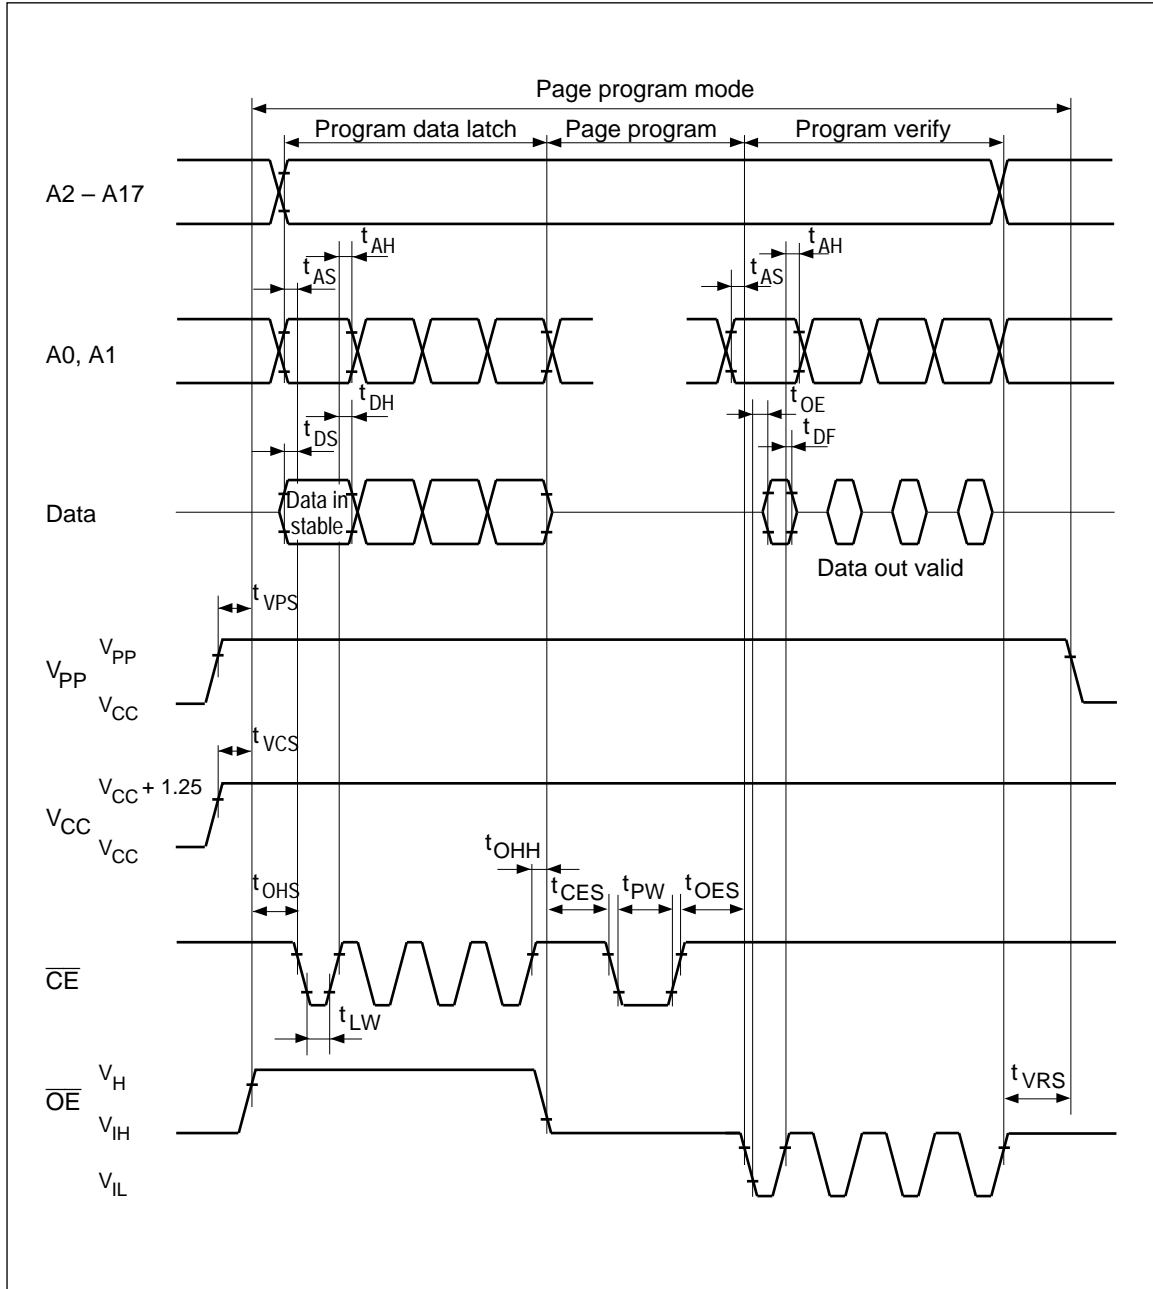 Page program mode
Program data latch Page program Program verify
A2 – A17
tAH tAH
tAS tAS
A0, A1
tDH tOE
tDS tDF
Data in
stable
Data
Data out valid
tVPS
VPP
VPP
VCC
tVCS
VCC + 1.25
VCC
VCC
tOHH
tOHS tCES tPW tOES
CE
tLW
VH
OE
tVRS
VIH
VIL